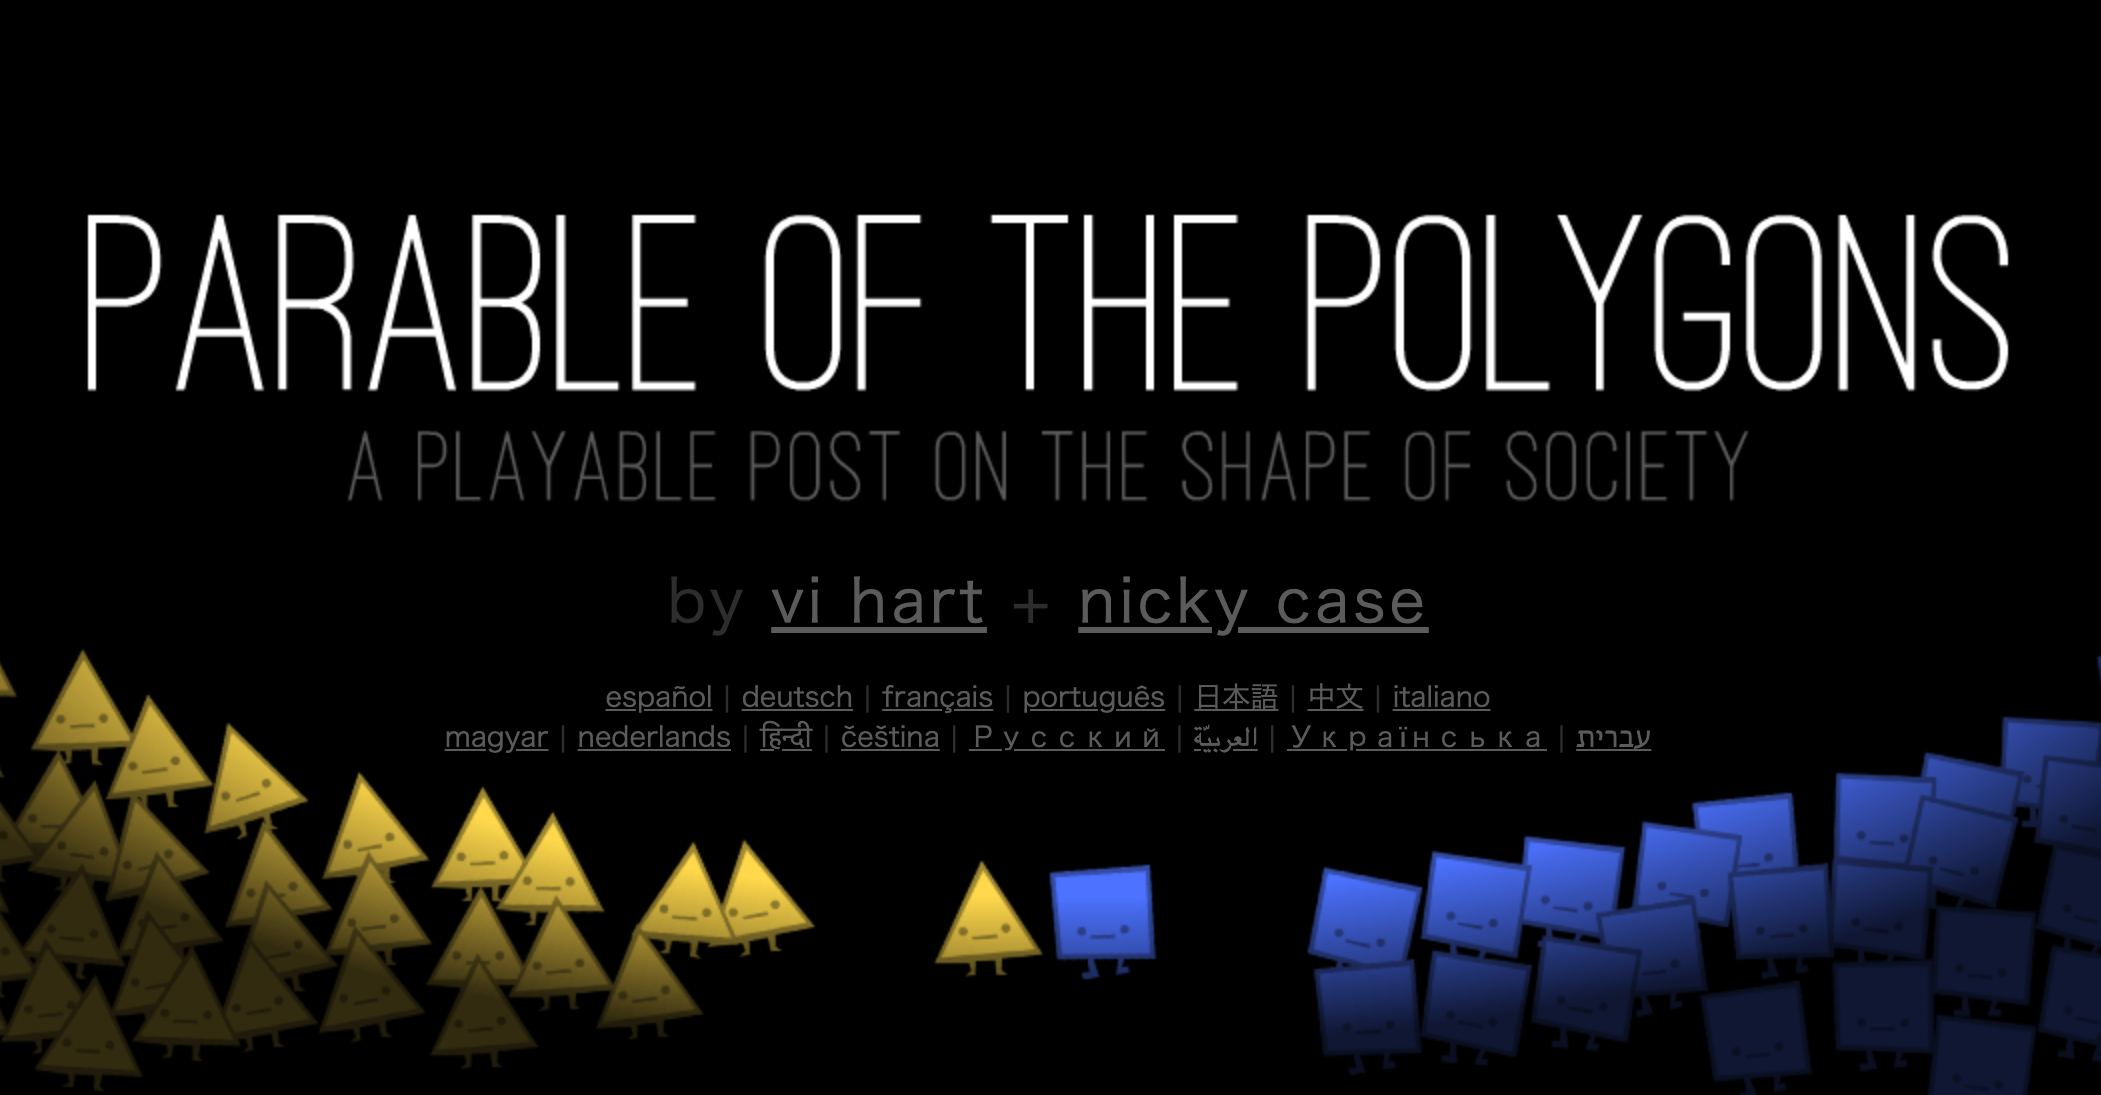 PARABLE OF THE POLYGONS
A PLAYABLE POST ON THE SHAPE OF SOCIETY
by vi hart + nicky case
español | deutsch | français | português | 日本語 | 中文 | italiano
magyar | nederlands | हिन्दी | čeština | Русский | العربيّة | Українська | עברית